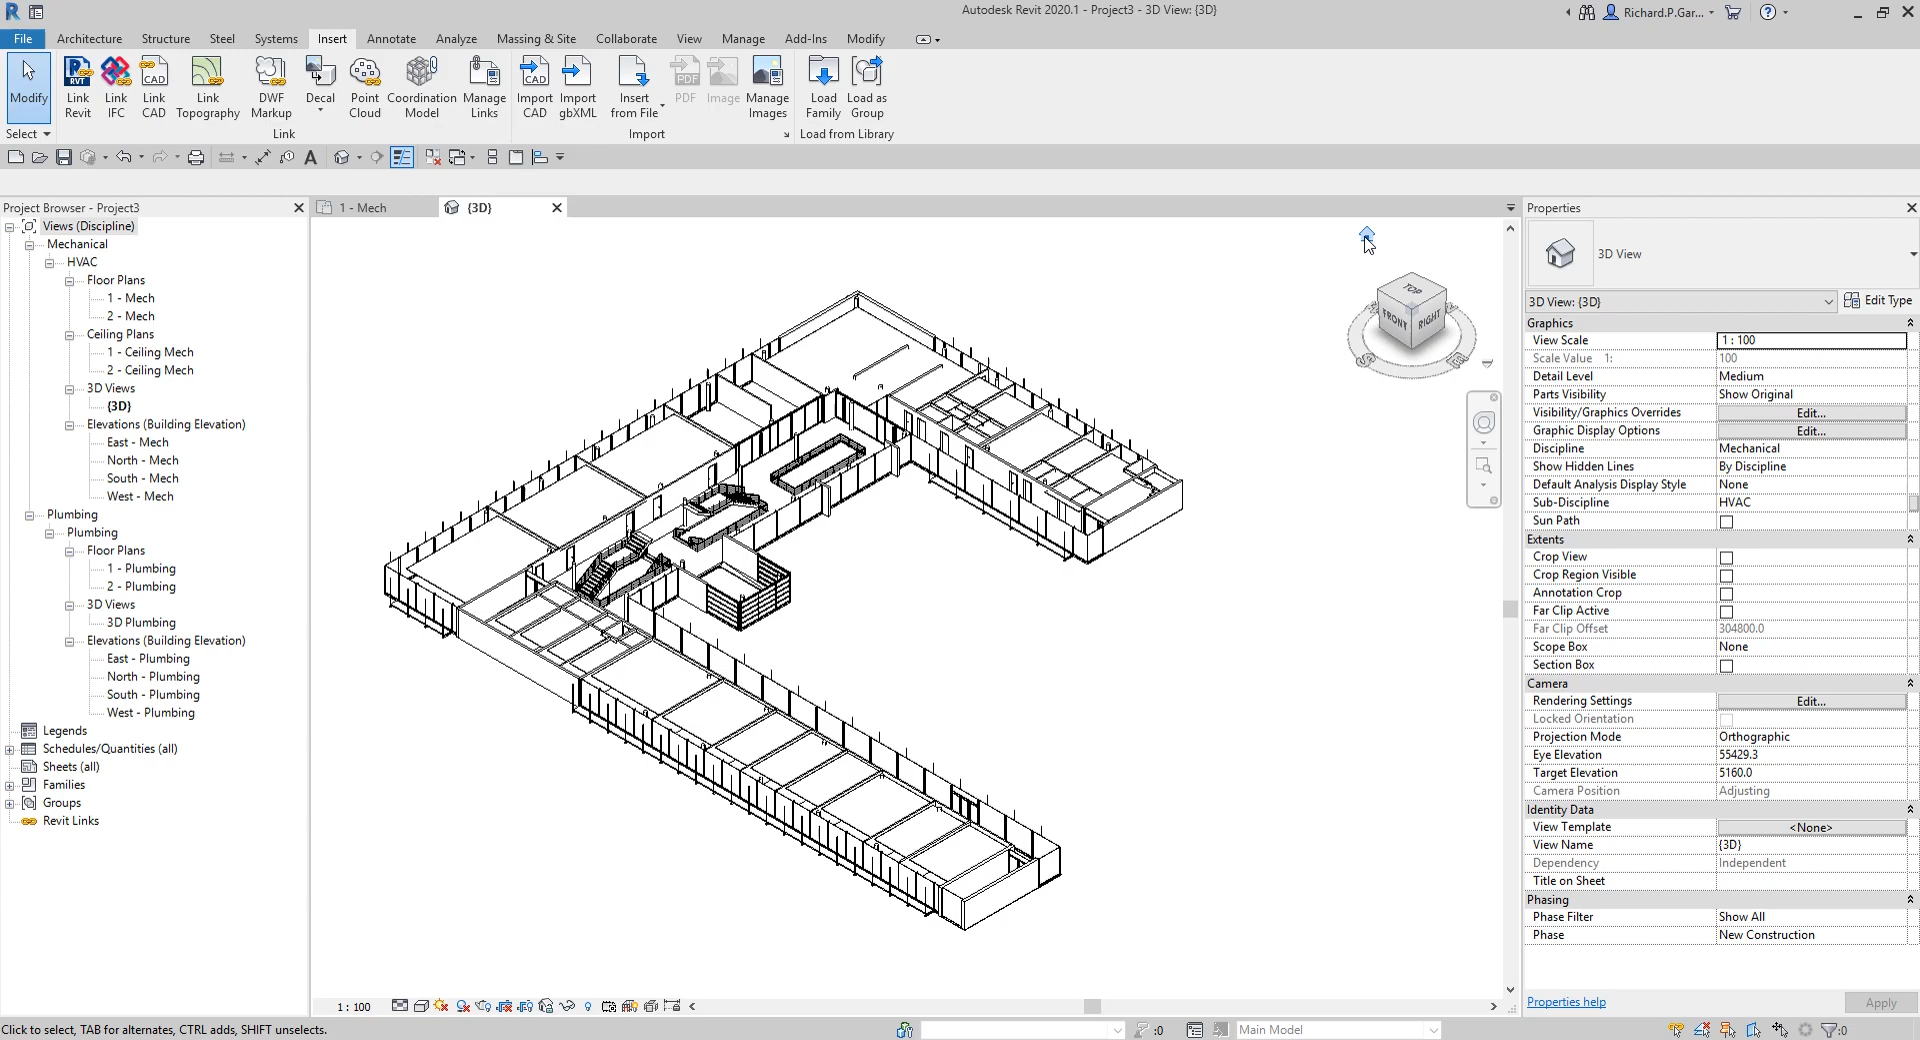 Autodesk Revit 2020.1 - Project3 - 3D View: {3D}
Richard.P.Gar...
File Architecture Structure Steel Systems Insert Annotate Analyze Massing & Site Collaborate View Manage Add-Ins Modify
Modify
Link Revit
Link IFC
Link CAD
Link Topography
DWF Markup
Decal
Point Cloud
Coordination Model
Manage Links
Import CAD
Import gbXML
Insert from File
PDF
Image
Manage Images
Load Family
Load as Group
Select
Link
Import
Load from Library
Project Browser - Project3
1 - Mech
{3D}
Properties
Views (Discipline)
Mechanical
HVAC
Floor Plans
1 - Mech
2 - Mech
Ceiling Plans
1 - Ceiling Mech
2 - Ceiling Mech
3D Views
{3D}
Elevations (Building Elevation)
East - Mech
North - Mech
South - Mech
West - Mech
Plumbing
Plumbing
Floor Plans
1 - Plumbing
2 - Plumbing
3D Views
3D Plumbing
Elevations (Building Elevation)
East - Plumbing
North - Plumbing
South - Plumbing
West - Plumbing
Legends
Schedules/Quantities (all)
Sheets (all)
Families
Groups
Revit Links
TOP
FRONT
RIGHT
3D View
3D View: {3D}
Edit Type
Graphics
View Scale 1 : 100
Scale Value 1: 100
Detail Level Medium
Parts Visibility Show Original
Visibility/Graphics Overrides Edit...
Graphic Display Options Edit...
Discipline Mechanical
Show Hidden Lines By Discipline
Default Analysis Display Style None
Sub-Discipline HVAC
Sun Path
Extents
Crop View
Crop Region Visible
Annotation Crop
Far Clip Active
Far Clip Offset 304800.0
Scope Box None
Section Box
Camera
Rendering Settings Edit...
Locked Orientation
Projection Mode Orthographic
Eye Elevation 55429.3
Target Elevation 5160.0
Camera Position Adjusting
Identity Data
View Template <None>
View Name {3D}
Dependency Independent
Title on Sheet
Phasing
Phase Filter Show All
Phase New Construction
Properties help
Apply
1 : 100
Click to select, TAB for alternates, CTRL adds, SHIFT unselects.
:0
Main Model
:0